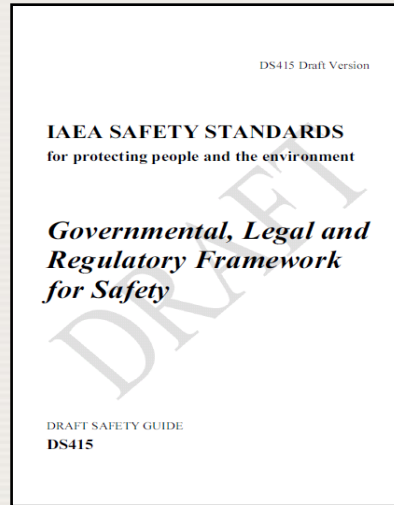 DS415 Draft Version
IAEA SAFETY STANDARDS
for protecting people and the environment
Governmental, Legal and
Regulatory Framework
for Safety
DRAFT
DRAFT SAFETY GUIDE
DS415